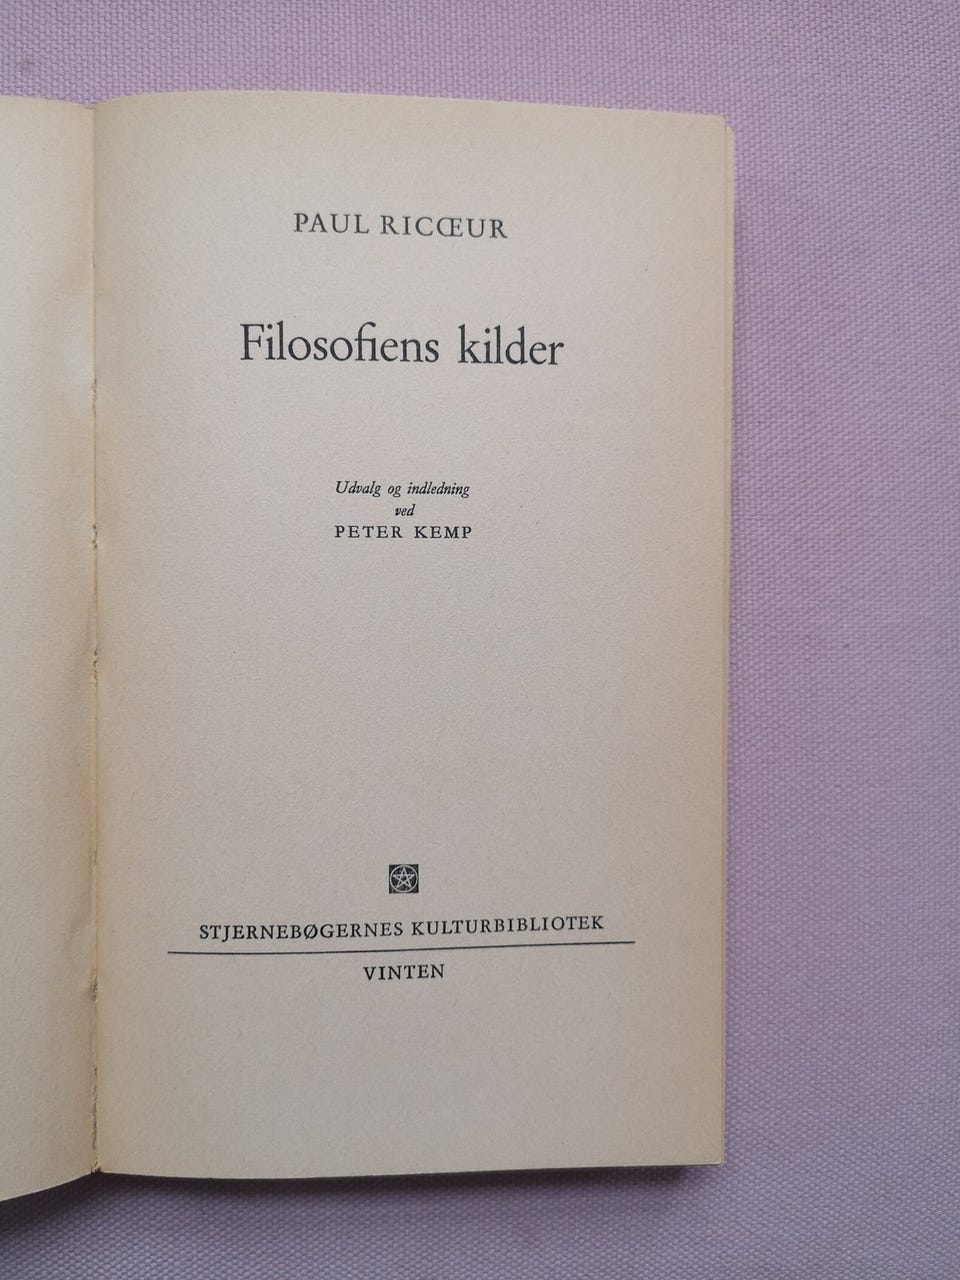 PAUL RICŒUR
Filosofiens kilder
Udvalg og indledning
ved
PETER KEMP
STJERNEBØGERNES KULTURBIBLIOTEK
VINTEN